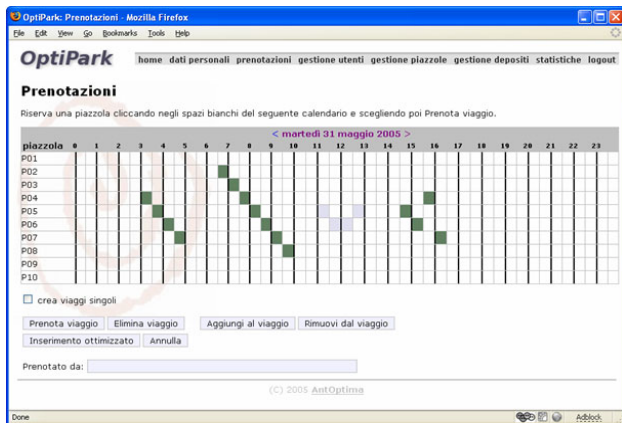 OptiPark: Prenotazioni - Mozilla Firefox
File Edit View Go Bookmarks Tools Help
OptiPark home dati personali prenotazioni gestione utenti gestione piazzole gestione depositi statistiche logout
Prenotazioni
Riserva una piazzola cliccando negli spazi bianchi del seguente calendario e scegliendo poi Prenota viaggio.
< martedì 31 maggio 2005 >
piazzola 0 1 2 3 4 5 6 7 8 9 10 11 12 13 14 15 16 17 18 19 20 21 22 23
P01
P02
P03
P04
P05
P06
P07
P08
P09
P10
crea viaggi singoli
Prenota viaggio Elimina viaggio Aggiungi al viaggio Rimuovi dal viaggio
Inserimento ottimizzato Annulla
Prenotato da:
(C) 2005 AntOptima
Done Adblock